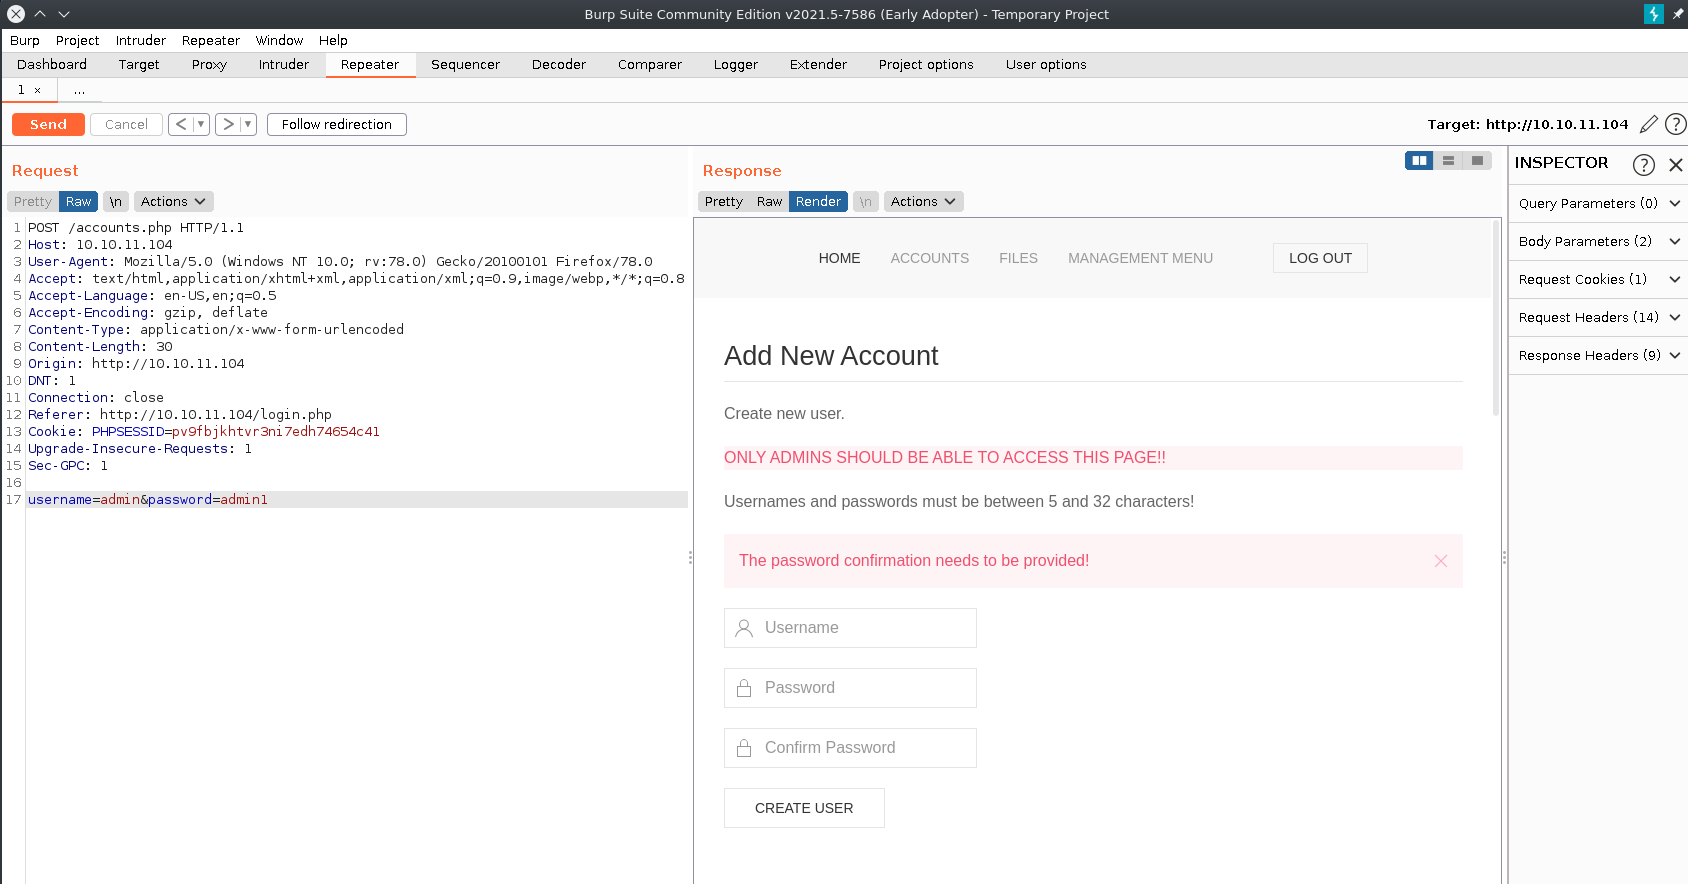 Burp Suite Community Edition v2021.5-7586 (Early Adopter) - Temporary Project
Burp Project Intruder Repeater Window Help
Dashboard Target Proxy Intruder Repeater Sequencer Decoder Comparer Logger Extender Project options User options
1 × ...
Send Cancel < ▼ > ▼ Follow redirection Target: http://10.10.11.104 ?
Request
Pretty Raw \n Actions
1 POST /accounts.php HTTP/1.1
2 Host: 10.10.11.104
3 User-Agent: Mozilla/5.0 (Windows NT 10.0; rv:78.0) Gecko/20100101 Firefox/78.0
4 Accept: text/html,application/xhtml+xml,application/xml;q=0.9,image/webp,*/*;q=0.8
5 Accept-Language: en-US,en;q=0.5
6 Accept-Encoding: gzip, deflate
7 Content-Type: application/x-www-form-urlencoded
8 Content-Length: 30
9 Origin: http://10.10.11.104
10 DNT: 1
11 Connection: close
12 Referer: http://10.10.11.104/login.php
13 Cookie: PHPSESSID=pv9fbjkhtvr3ni7edh74654c41
14 Upgrade-Insecure-Requests: 1
15 Sec-GPC: 1
16
17 username=admin&password=admin1
Response
Pretty Raw Render \n Actions
HOME ACCOUNTS FILES MANAGEMENT MENU LOG OUT
Add New Account
Create new user.
ONLY ADMINS SHOULD BE ABLE TO ACCESS THIS PAGE!!
Usernames and passwords must be between 5 and 32 characters!
The password confirmation needs to be provided!
Username
Password
Confirm Password
CREATE USER
INSPECTOR ?
Query Parameters (0)
Body Parameters (2)
Request Cookies (1)
Request Headers (14)
Response Headers (9)